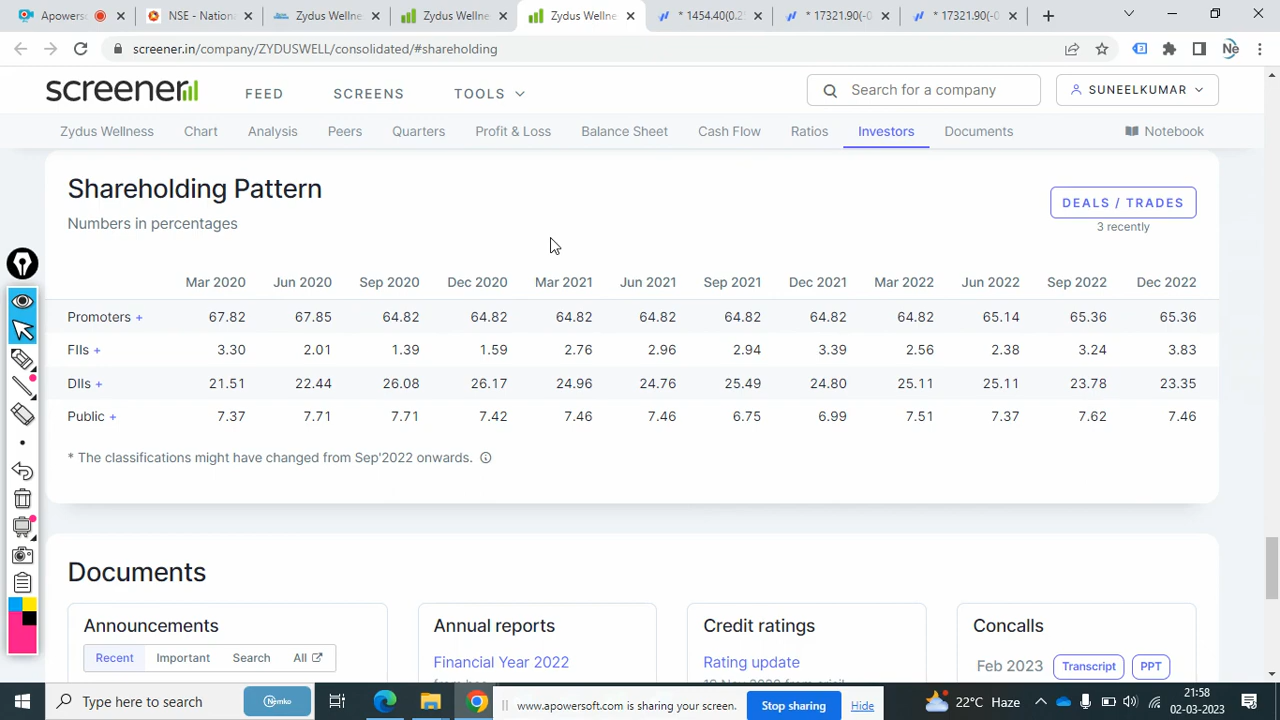 Apowers
NSE - Nation
Zydus Wellne
Zydus Wellne
Zydus Wellne
* 1454.40(0.2
* 17321.90(-0
* 17321.90(-0
screener.in/company/ZYDUSWELL/consolidated/#shareholding
Ne
screener
FEED
SCREENS
TOOLS
Search for a company
SUNEELKUMAR
Zydus Wellness
Chart
Analysis
Peers
Quarters
Profit & Loss
Balance Sheet
Cash Flow
Ratios
Investors
Documents
Notebook
Shareholding Pattern
Numbers in percentages
DEALS / TRADES
3 recently
Mar 2020 Jun 2020 Sep 2020 Dec 2020 Mar 2021 Jun 2021 Sep 2021 Dec 2021 Mar 2022 Jun 2022 Sep 2022 Dec 2022
Promoters + 67.82 67.85 64.82 64.82 64.82 64.82 64.82 64.82 64.82 65.14 65.36 65.36
FIIs + 3.30 2.01 1.39 1.59 2.76 2.96 2.94 3.39 2.56 2.38 3.24 3.83
DIIs + 21.51 22.44 26.08 26.17 24.96 24.76 25.49 24.80 25.11 25.11 23.78 23.35
Public + 7.37 7.71 7.71 7.42 7.46 7.46 6.75 6.99 7.51 7.37 7.62 7.46
* The classifications might have changed from Sep'2022 onwards.
Documents
Announcements
Recent Important Search All
Annual reports
Financial Year 2022
Credit ratings
Rating update
Concalls
Feb 2023 Transcript PPT
Type here to search
Nemko
www.apowersoft.com is sharing your screen.
Stop sharing
Hide
22°C Haze
21:58
02-03-2023